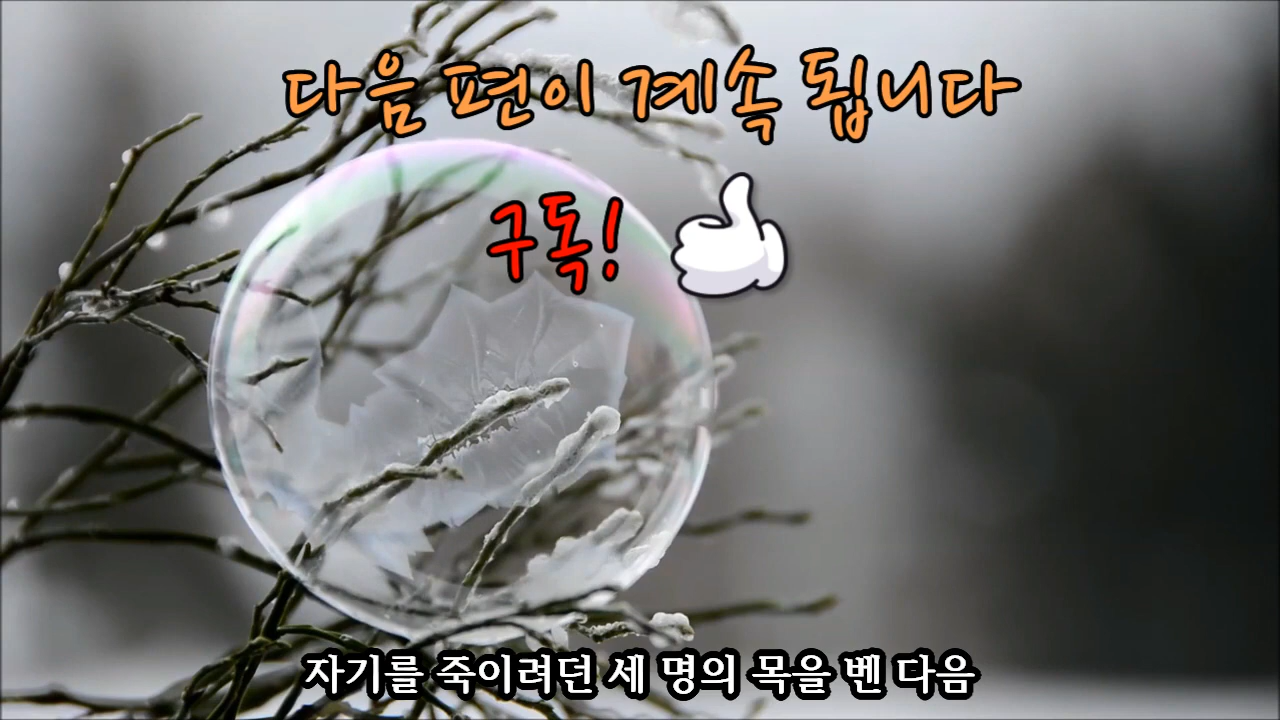 다음 편이 계속 됩니다
구독!
자기를 죽이려던 세 명의 목을 벤 다음